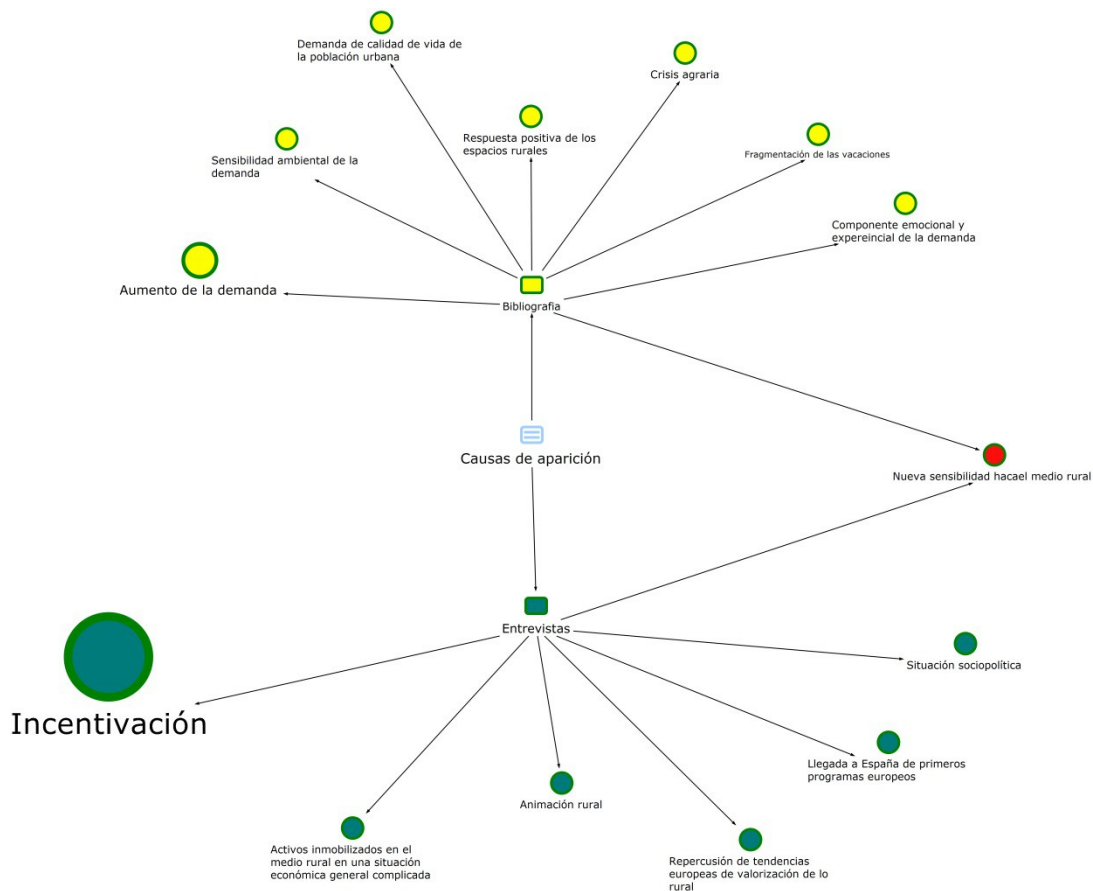 Demanda de calidad de vida de
la población urbana
Crisis agraria
Respuesta positiva de los
espacios rurales
Fragmentación de las vacaciones
Sensibilidad ambiental de la
demanda
Componente emocional y
expereincial de la demanda
Aumento de la demanda
Bibliografia
Causas de aparición
Nueva sensibilidad hacael medio rural
Entrevistas
Situación sociopolítica
Incentivación
Llegada a España de primeros
programas europeos
Animación rural
Activos inmobilizados en el
medio rural en una situación
económica general complicada
Repercusión de tendencias
europeas de valorización de lo
rural